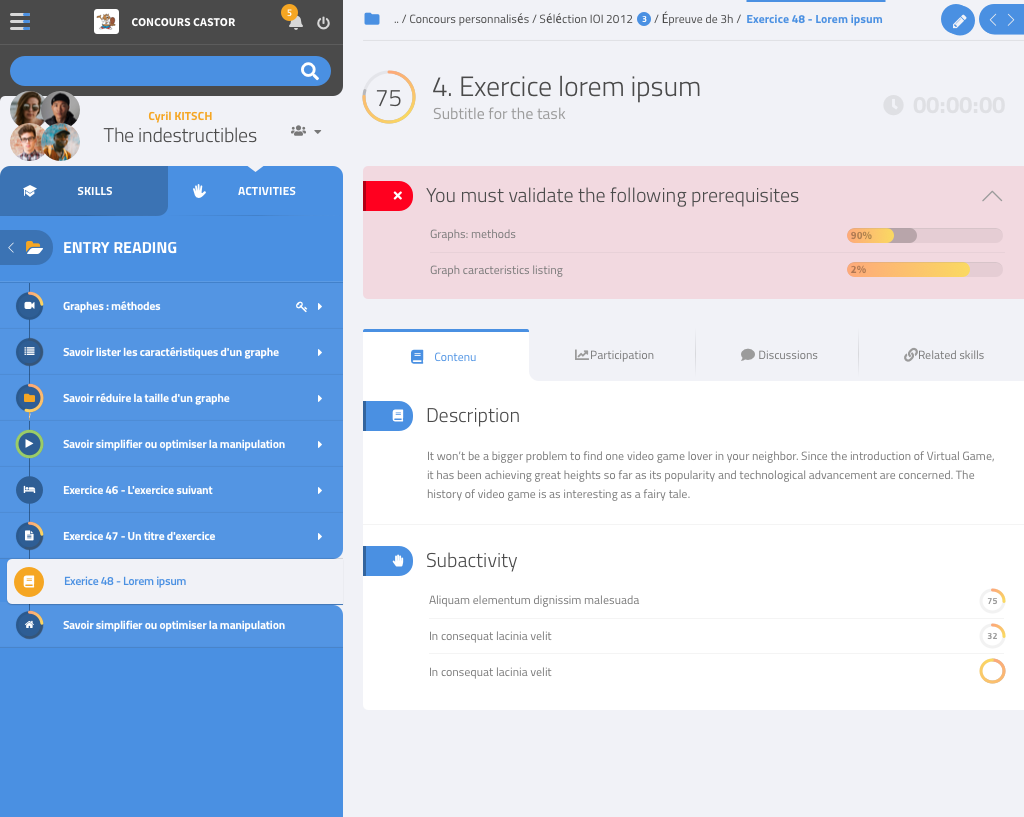 CONCOURS CASTOR
5
Cyril KITSCH
The indestructibles
SKILLS
ACTIVITIES
ENTRY READING
Graphes : méthodes
Savoir lister les caractéristiques d'un graphe
Savoir réduire la taille d'un graphe
Savoir simplifier ou optimiser la manipulation
Exercice 46 - L'exercice suivant
Exercice 47 - Un titre d'exercice
Exerice 48 - Lorem ipsum
Savoir simplifier ou optimiser la manipulation
.. / Concours personnalisés / Séléction IOI 2012 3 / Épreuve de 3h / Exercice 48 - Lorem ipsum
75
4. Exercice lorem ipsum
Subtitle for the task
00:00:00
You must validate the following prerequisites
Graphs: methods 90%
Graph caracteristics listing 2%
Contenu
Participation
Discussions
Related skills
Description
It won't be a bigger problem to find one video game lover in your neighbor. Since the introduction of Virtual Game,
it has been achieving great heights so far as its popularity and technological advancement are concerned. The
history of video game is as interesting as a fairy tale.
Subactivity
Aliquam elementum dignissim malesuada 75
In consequat lacinia velit 32
In consequat lacinia velit